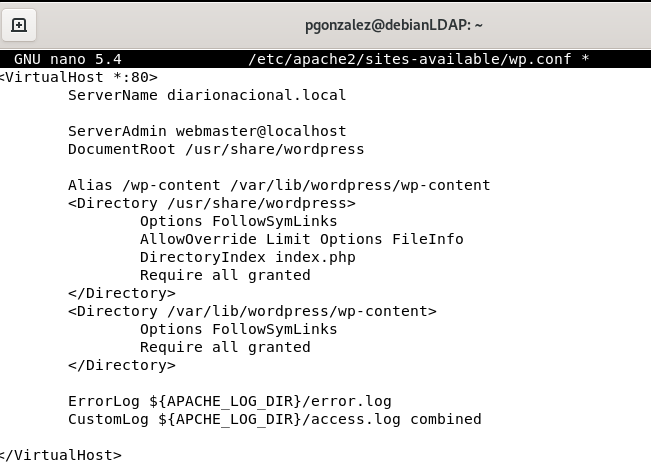 pgonzalez@debianLDAP: ~
GNU nano 5.4 /etc/apache2/sites-available/wp.conf *
<VirtualHost *:80>
ServerName diarionacional.local
ServerAdmin webmaster@localhost
DocumentRoot /usr/share/wordpress
Alias /wp-content /var/lib/wordpress/wp-content
<Directory /usr/share/wordpress>
Options FollowSymLinks
AllowOverride Limit Options FileInfo
DirectoryIndex index.php
Require all granted
</Directory>
<Directory /var/lib/wordpress/wp-content>
Options FollowSymLinks
Require all granted
</Directory>
ErrorLog ${APACHE_LOG_DIR}/error.log
CustomLog ${APCHE_LOG_DIR}/access.log combined
</VirtualHost>